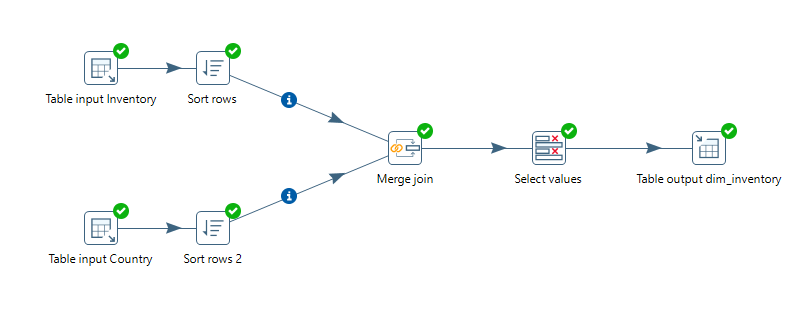 Table input Inventory
Sort rows
Merge join
Select values
Table output dim_inventory
Table input Country
Sort rows 2